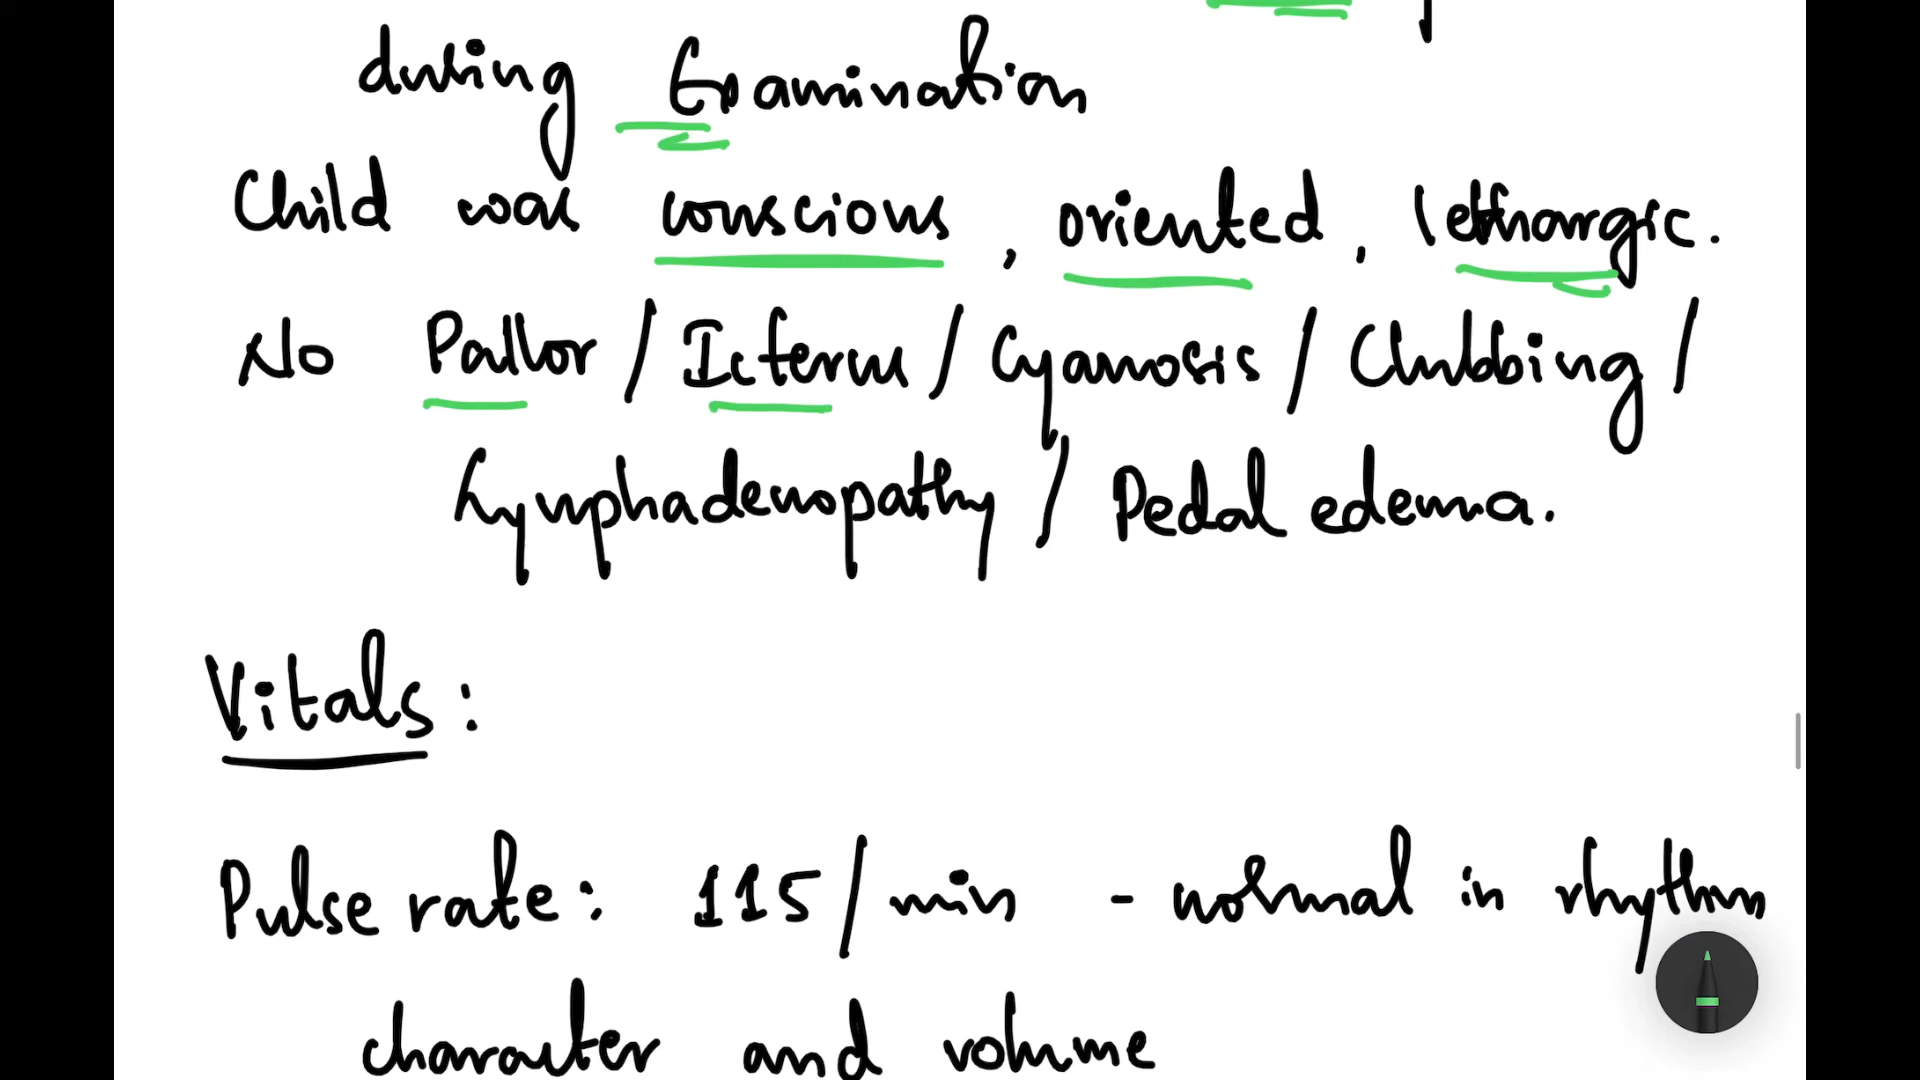 during Examination
Child was conscious, oriented, lethargic.
No Pallor / Icterus / Cyanosis / Clubbing /
Lymphadenopathy / Pedal edema.
Vitals:
Pulse rate: 115/min - normal in rhythm
character and volume